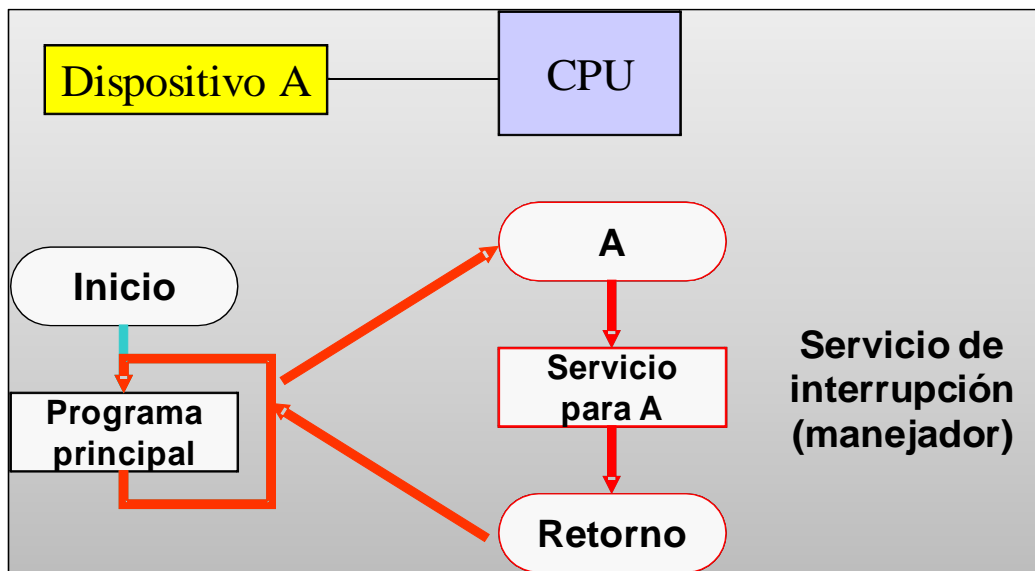 Dispositivo A
CPU
Inicio
Programa
principal
A
Servicio
para A
Retorno
Servicio de
interrupción
(manejador)